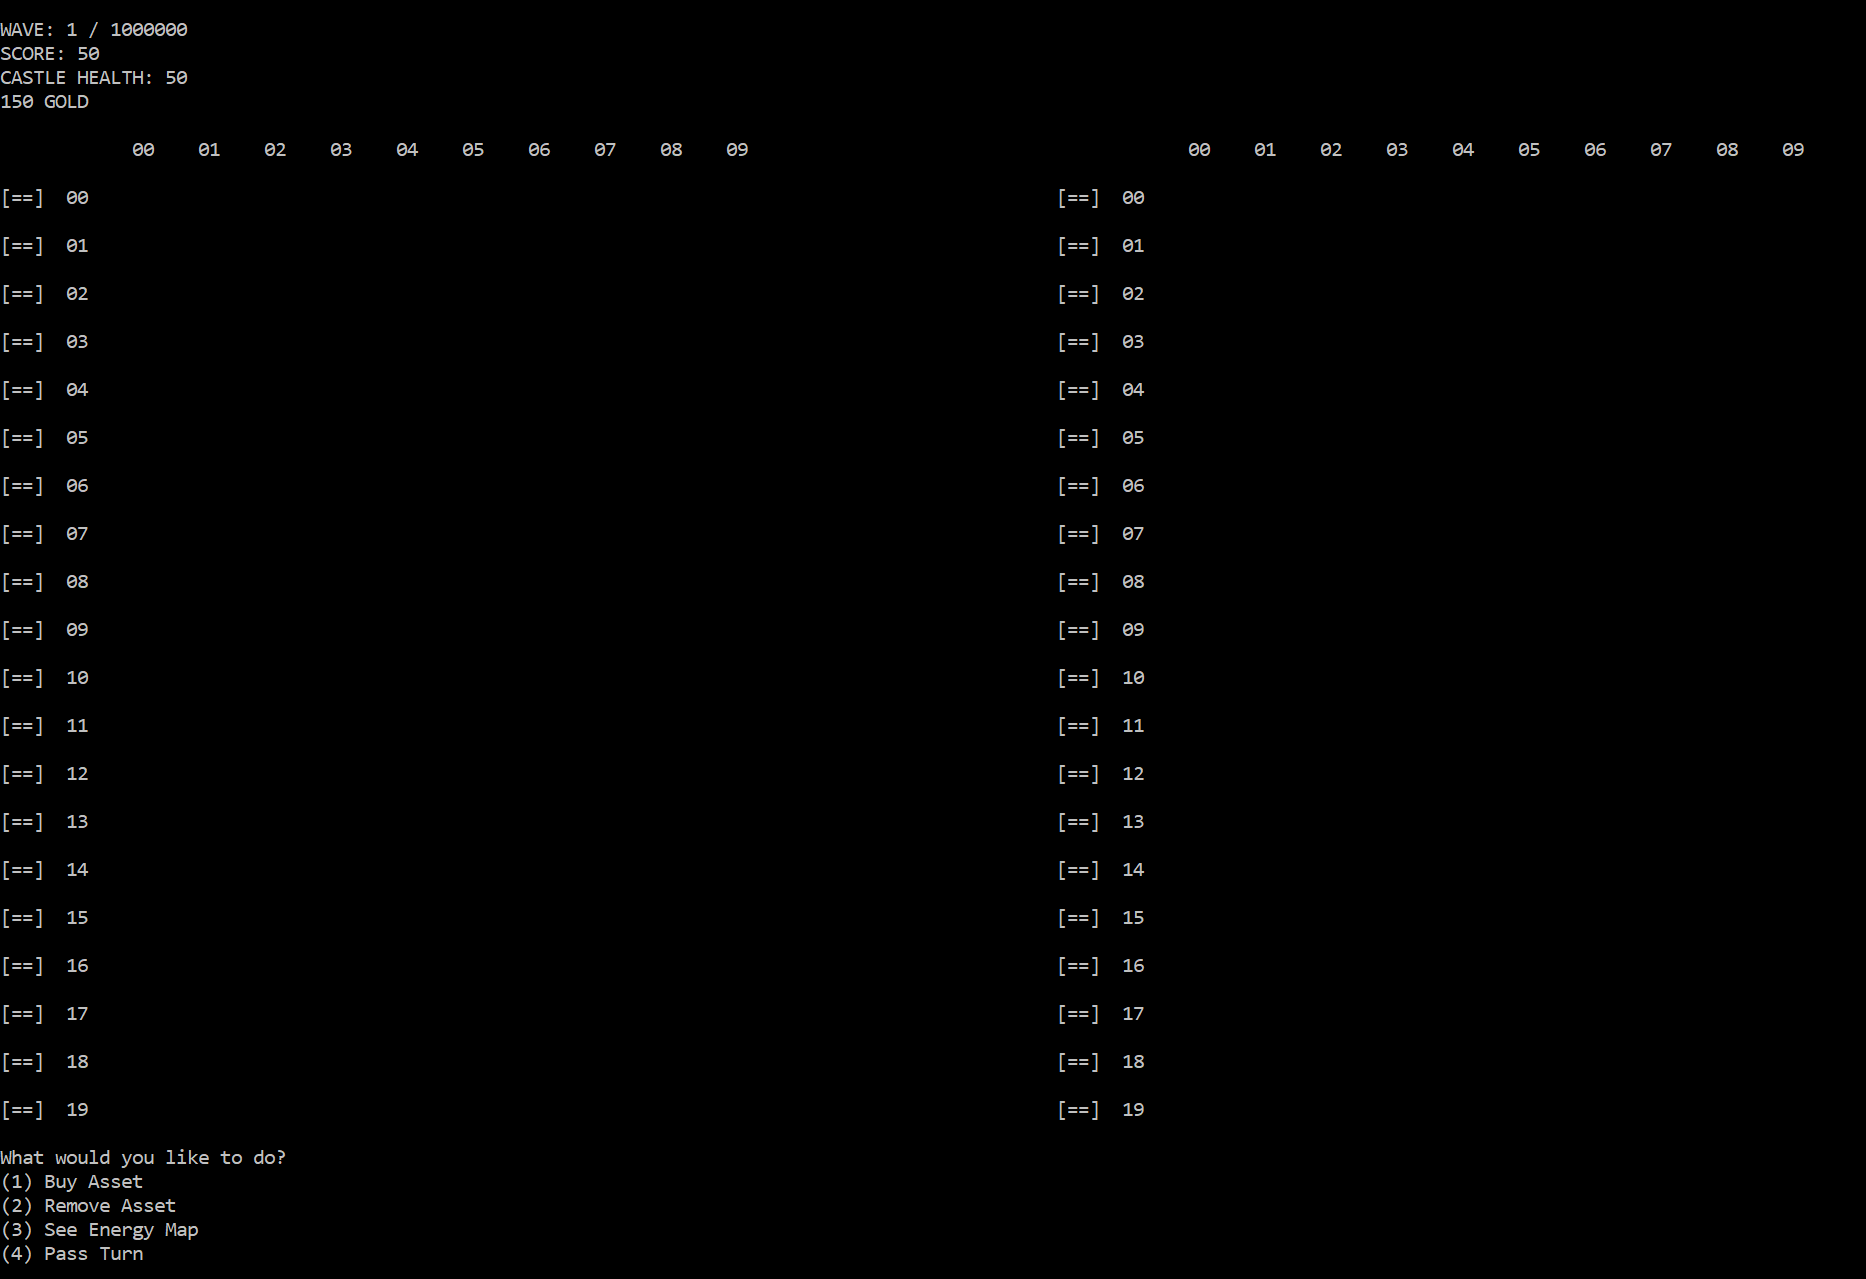 WAVE: 1 / 1000000
SCORE: 50
CASTLE HEALTH: 50
150 GOLD
00 01 02 03 04 05 06 07 08 09 00 01 02 03 04 05 06 07 08 09
[==] 00 [==] 00
[==] 01 [==] 01
[==] 02 [==] 02
[==] 03 [==] 03
[==] 04 [==] 04
[==] 05 [==] 05
[==] 06 [==] 06
[==] 07 [==] 07
[==] 08 [==] 08
[==] 09 [==] 09
[==] 10 [==] 10
[==] 11 [==] 11
[==] 12 [==] 12
[==] 13 [==] 13
[==] 14 [==] 14
[==] 15 [==] 15
[==] 16 [==] 16
[==] 17 [==] 17
[==] 18 [==] 18
[==] 19 [==] 19
What would you like to do?
(1) Buy Asset
(2) Remove Asset
(3) See Energy Map
(4) Pass Turn